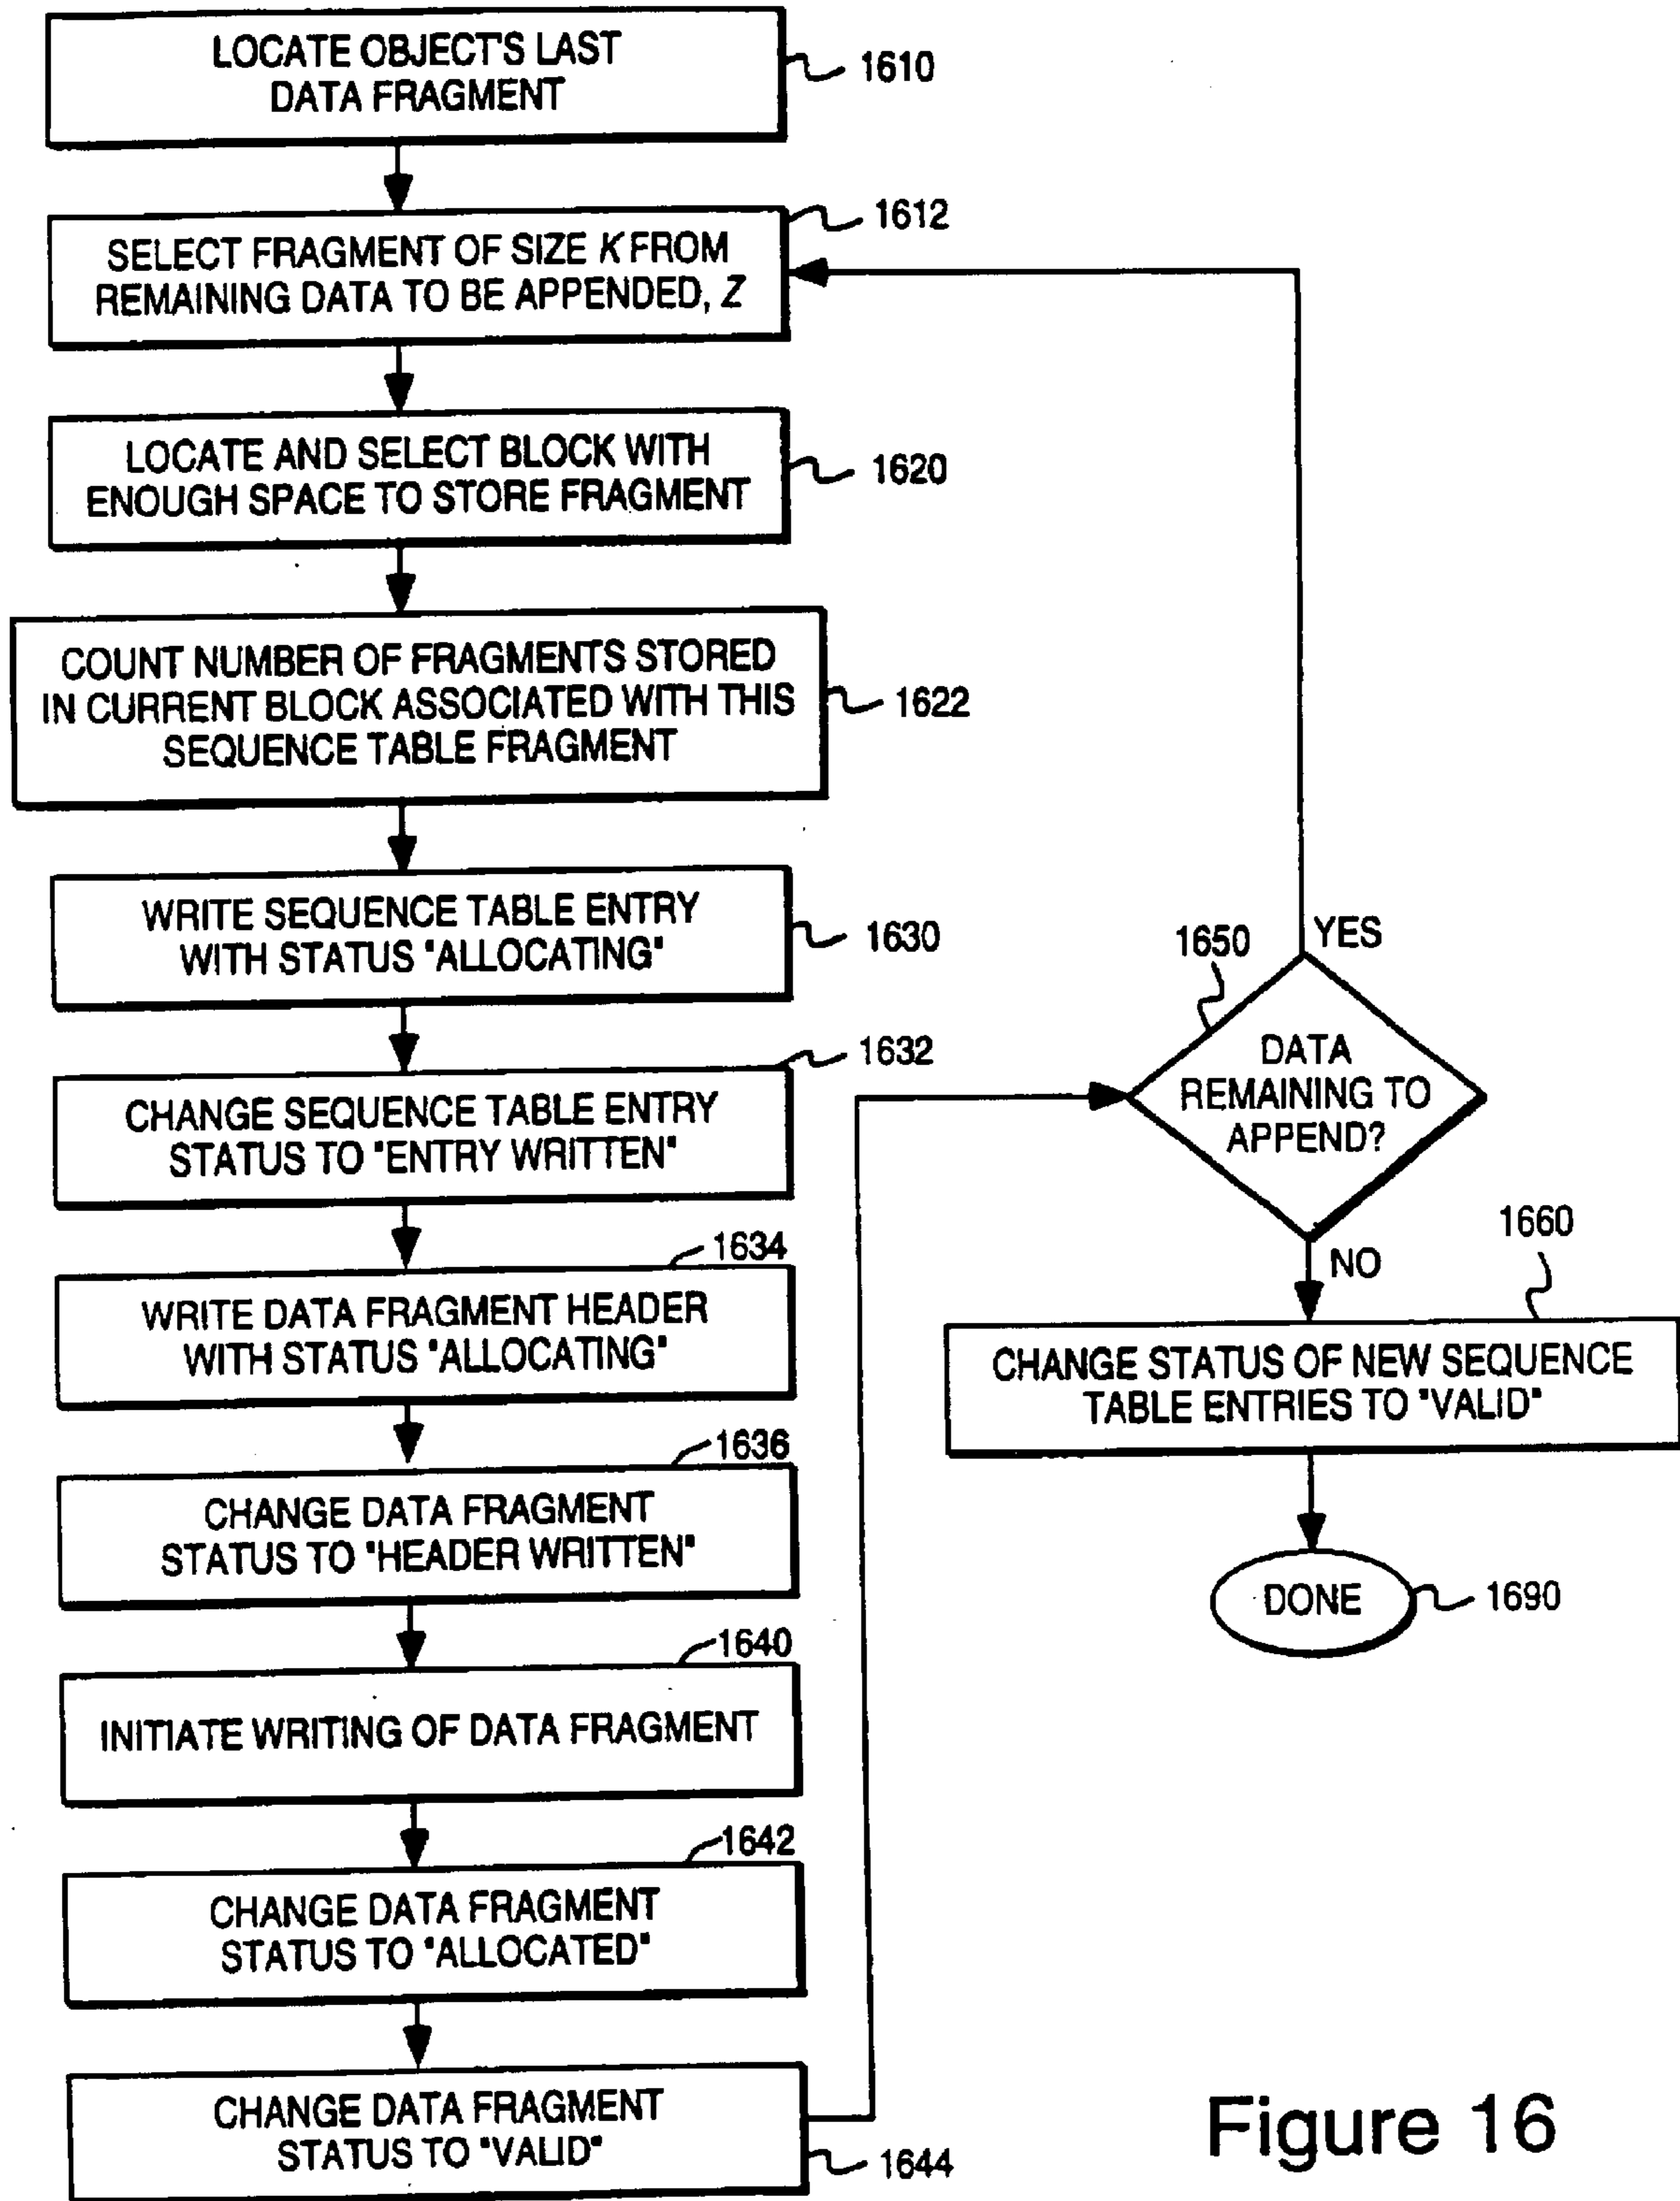 LOCATE OBJECT'S LAST
DATA FRAGMENT
1610
SELECT FRAGMENT OF SIZE K FROM
REMAINING DATA TO BE APPENDED, Z
1612
LOCATE AND SELECT BLOCK WITH
ENOUGH SPACE TO STORE FRAGMENT
1620
COUNT NUMBER OF FRAGMENTS STORED
IN CURRENT BLOCK ASSOCIATED WITH THIS
SEQUENCE TABLE FRAGMENT
1622
WRITE SEQUENCE TABLE ENTRY
WITH STATUS "ALLOCATING"
1630
CHANGE SEQUENCE TABLE ENTRY
STATUS TO "ENTRY WRITTEN"
1632
WRITE DATA FRAGMENT HEADER
WITH STATUS "ALLOCATING"
1634
CHANGE DATA FRAGMENT
STATUS TO "HEADER WRITTEN"
1636
INITIATE WRITING OF DATA FRAGMENT
1640
CHANGE DATA FRAGMENT
STATUS TO "ALLOCATED"
1642
CHANGE DATA FRAGMENT
STATUS TO "VALID"
1644
1650
YES
DATA
REMAINING TO
APPEND?
NO
1660
CHANGE STATUS OF NEW SEQUENCE
TABLE ENTRIES TO "VALID"
DONE
1690
Figure 16